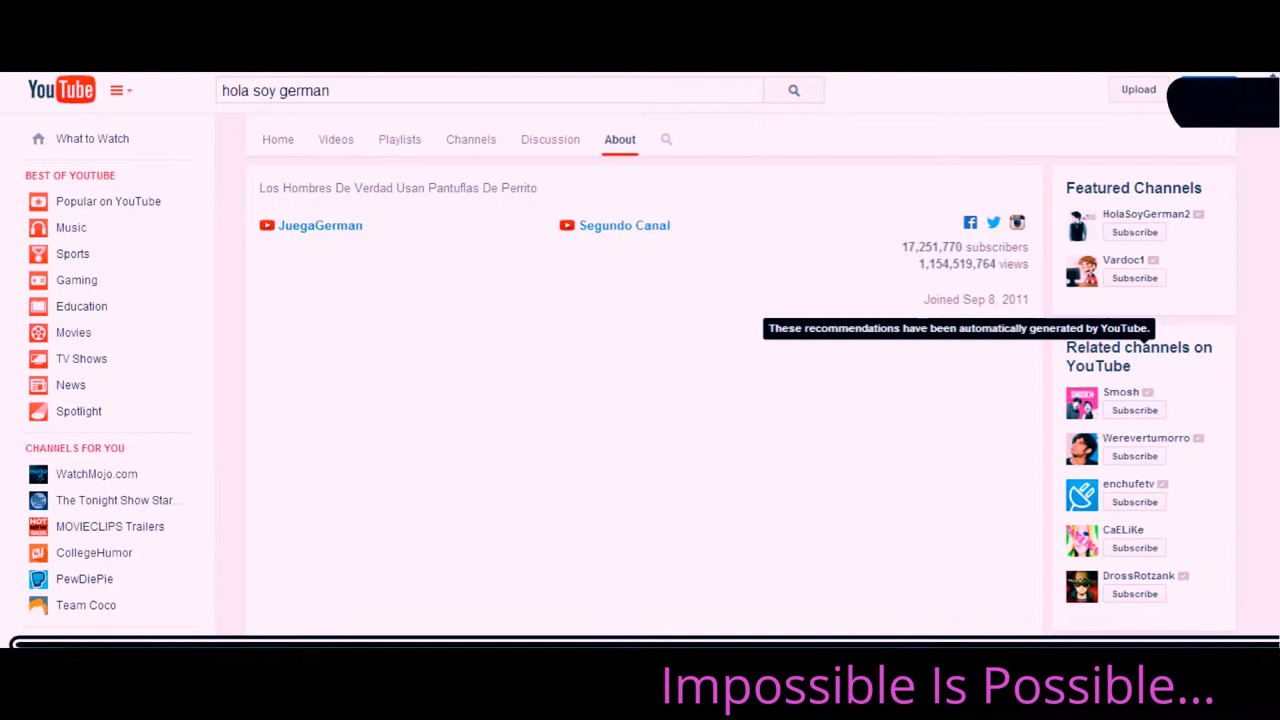 YouTube
hola soy german
Upload
What to Watch
BEST OF YOUTUBE
Popular on YouTube
Music
Sports
Gaming
Education
Movies
TV Shows
News
Spotlight
CHANNELS FOR YOU
WatchMojo.com
The Tonight Show Star...
MOVIECLIPS Trailers
CollegeHumor
PewDiePie
Team Coco
Home Videos Playlists Channels Discussion About
Los Hombres De Verdad Usan Pantuflas De Perrito
JuegaGerman Segundo Canal
17,251,770 subscribers
1,154,519,764 views
Joined Sep 8, 2011
Featured Channels
HolaSoyGerman2
Subscribe
Vardoc1
Subscribe
These recommendations have been automatically generated by YouTube.
Related channels on
YouTube
Smosh
Subscribe
Werevertumorro
Subscribe
enchufetv
Subscribe
CaELiKe
Subscribe
DrossRotzank
Subscribe
Impossible Is Possible...